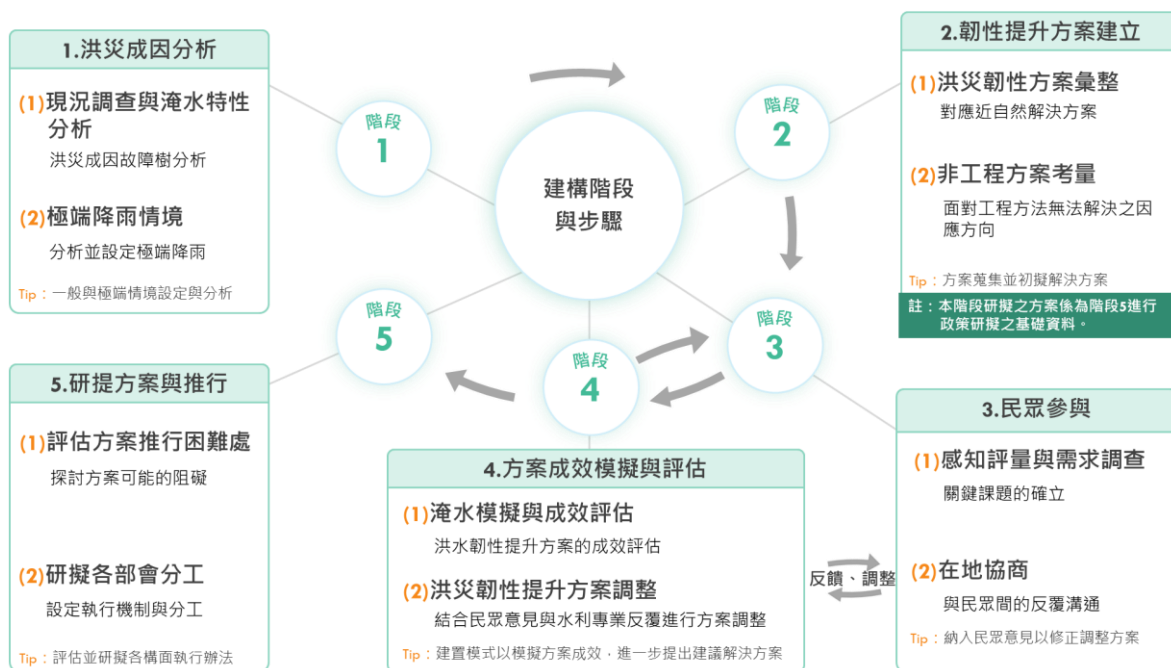 1.洪災成因分析
(1)現況調查與淹水特性
分析
洪災成因故障樹分析
(2)極端降雨情境
分析並設定極端降雨
Tip：一般與極端情境設定與分析
階段
1
建構階段
與步驟
階段
2
2.韌性提升方案建立
(1)洪災韌性方案彙整
對應近自然解決方案
(2)非工程方案考量
面對工程方法無法解決之因
應方向
Tip：方案蒐集並初擬解決方案
註：本階段研擬之方案係為階段5進行
政策研擬之基礎資料。
階段
3
3.民眾參與
(1)感知評量與需求調查
關鍵課題的確立
(2)在地協商
與民眾間的反覆溝通
Tip：納入民眾意見以修正調整方案
反饋、調整
階段
4
4.方案成效模擬與評估
(1)淹水模擬與成效評估
洪水韌性提升方案的成效評估
(2)洪災韌性提升方案調整
結合民眾意見與水利專業反覆進行方案調整
Tip：建置模式以模擬方案成效，進一步提出建議解決方案
階段
5
5.研提方案與推行
(1)評估方案推行困難處
探討方案可能的阻礙
(2)研擬各部會分工
設定執行機制與分工
Tip：評估並研擬各構面執行辦法